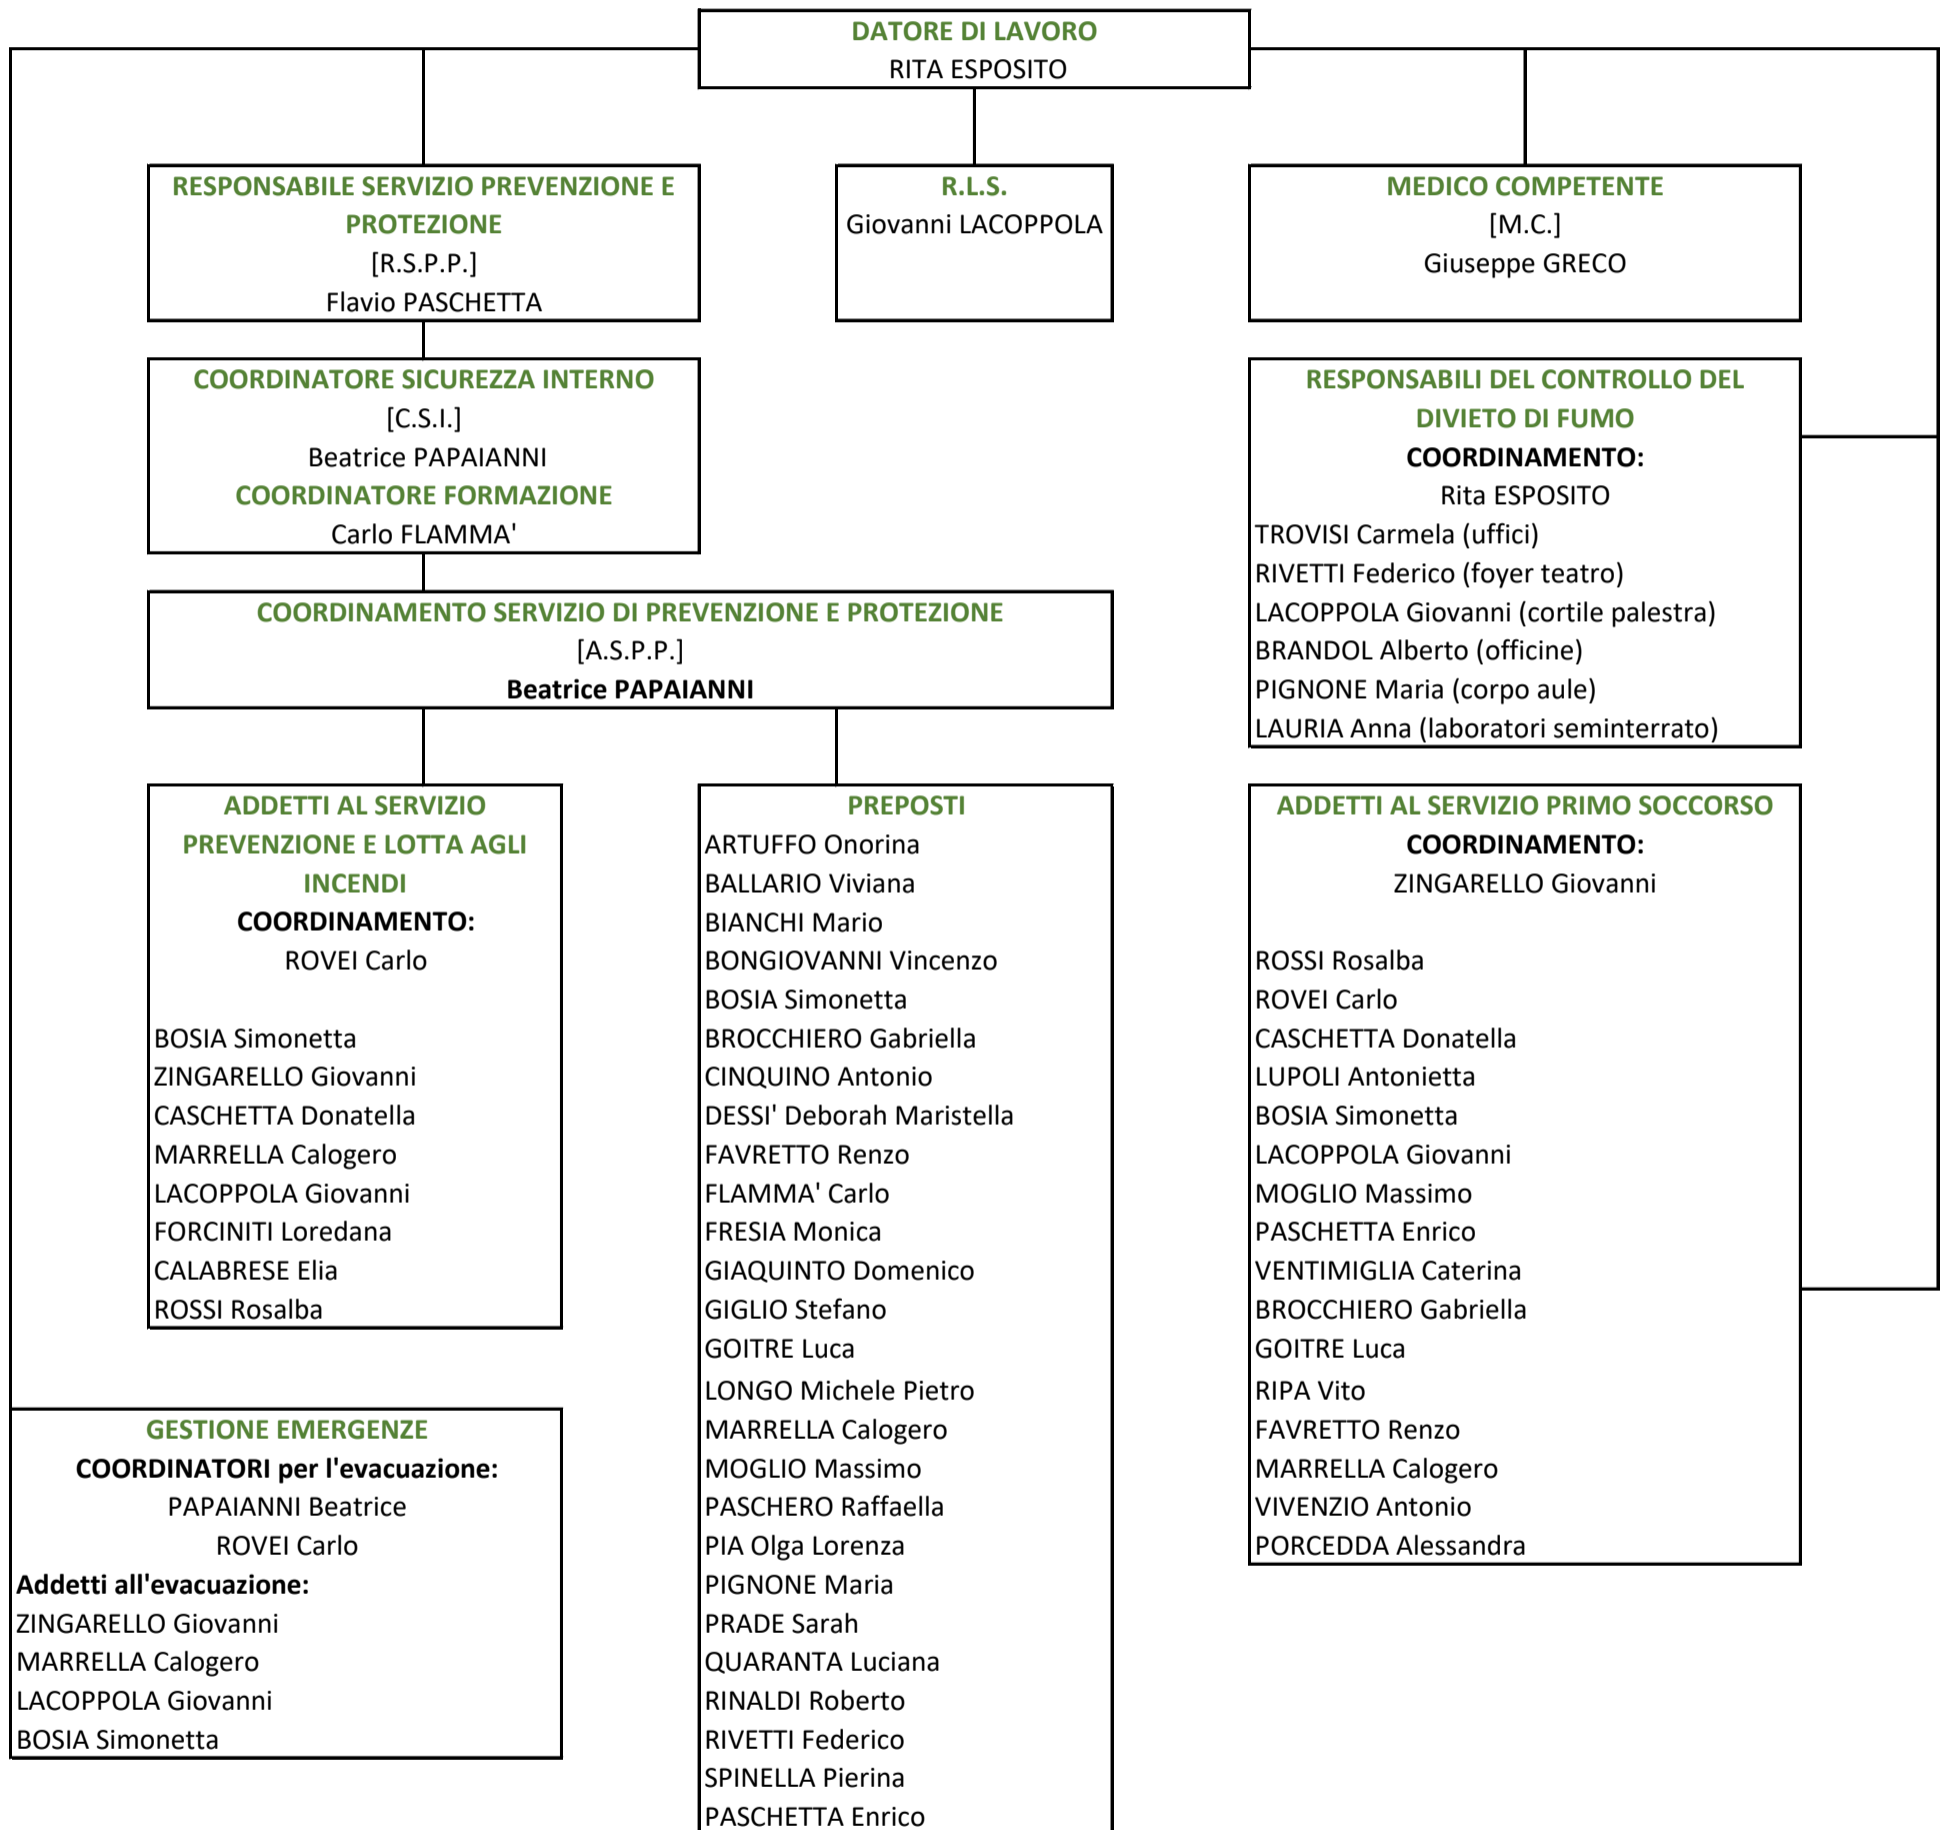 DATORE DI LAVORO
RITA ESPOSITO
RESPONSABILE SERVIZIO PREVENZIONE E
PROTEZIONE
[R.S.P.P.]
Flavio PASCHETTA
R.L.S.
Giovanni LACOPPOLA
MEDICO COMPETENTE
[M.C.]
Giuseppe GRECO
COORDINATORE SICUREZZA INTERNO
[C.S.I.]
Beatrice PAPAIANNI
COORDINATORE FORMAZIONE
Carlo FLAMMA'
RESPONSABILI DEL CONTROLLO DEL
DIVIETO DI FUMO
COORDINAMENTO:
Rita ESPOSITO
TROVISI Carmela (uffici)
RIVETTI Federico (foyer teatro)
LACOPPOLA Giovanni (cortile palestra)
BRANDOL Alberto (officine)
PIGNONE Maria (corpo aule)
LAURIA Anna (laboratori seminterrato)
COORDINAMENTO SERVIZIO DI PREVENZIONE E PROTEZIONE
[A.S.P.P.]
Beatrice PAPAIANNI
ADDETTI AL SERVIZIO
PREVENZIONE E LOTTA AGLI
INCENDI
COORDINAMENTO:
ROVEI Carlo
BOSIA Simonetta
ZINGARELLO Giovanni
CASCHETTA Donatella
MARRELLA Calogero
LACOPPOLA Giovanni
FORCINITI Loredana
CALABRESE Elia
ROSSI Rosalba
PREPOSTI
ARTUFFO Onorina
BALLARIO Viviana
BIANCHI Mario
BONGIOVANNI Vincenzo
BOSIA Simonetta
BROCCHIERO Gabriella
CINQUINO Antonio
DESSI' Deborah Maristella
FAVRETTO Renzo
FLAMMA' Carlo
FRESIA Monica
GIAQUINTO Domenico
GIGLIO Stefano
GOITRE Luca
LONGO Michele Pietro
MARRELLA Calogero
MOGLIO Massimo
PASCHERO Raffaella
PIA Olga Lorenza
PIGNONE Maria
PRADE Sarah
QUARANTA Luciana
RINALDI Roberto
RIVETTI Federico
SPINELLA Pierina
PASCHETTA Enrico
ADDETTI AL SERVIZIO PRIMO SOCCORSO
COORDINAMENTO:
ZINGARELLO Giovanni
ROSSI Rosalba
ROVEI Carlo
CASCHETTA Donatella
LUPOLI Antonietta
BOSIA Simonetta
LACOPPOLA Giovanni
MOGLIO Massimo
PASCHETTA Enrico
VENTIMIGLIA Caterina
BROCCHIERO Gabriella
GOITRE Luca
RIPA Vito
FAVRETTO Renzo
MARRELLA Calogero
VIVENZIO Antonio
PORCEDDA Alessandra
GESTIONE EMERGENZE
COORDINATORI per l'evacuazione:
PAPAIANNI Beatrice
ROVEI Carlo
Addetti all'evacuazione:
ZINGARELLO Giovanni
MARRELLA Calogero
LACOPPOLA Giovanni
BOSIA Simonetta